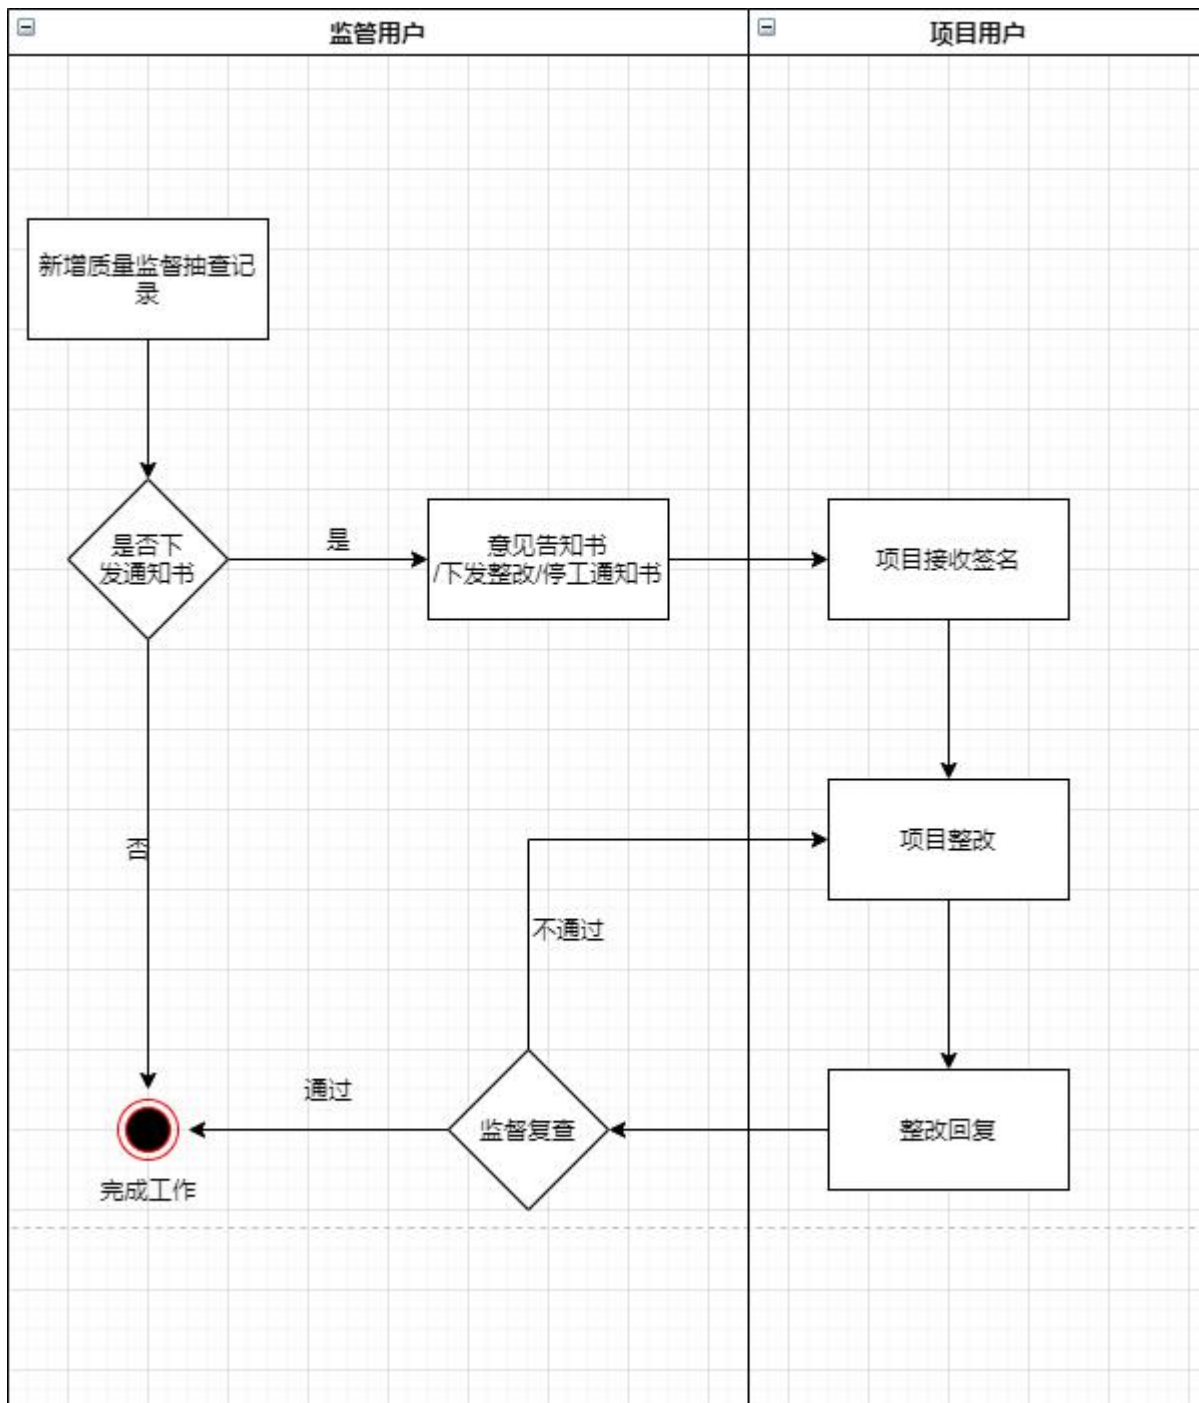 监管用户
项目用户
新增质量监督抽查记
录
是否下
发通知书
是
意见告知书
/下发整改/停工通知书
项目接收签名
否
项目整改
不通过
通过
监督复查
整改回复
完成工作